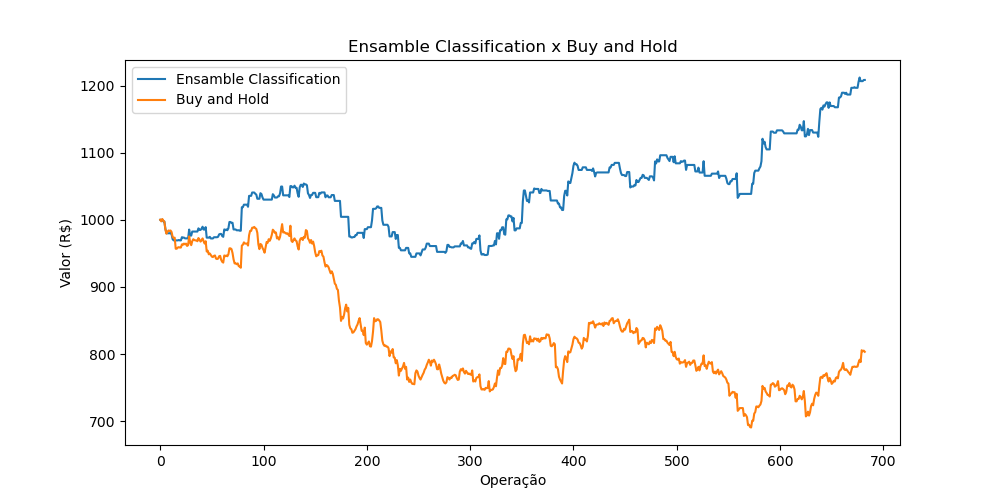 Ensamble Classification x Buy and Hold
Ensamble Classification
Buy and Hold
Valor (R$)
1200
1100
1000
900
800
700
0 100 200 300 400 500 600 700
Operação